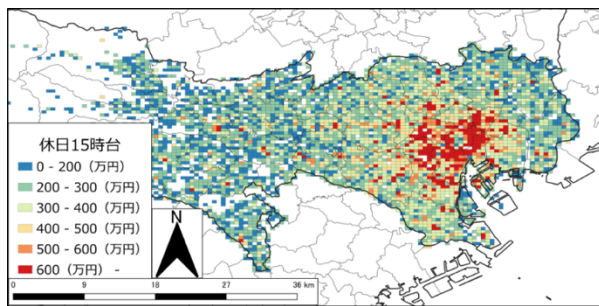 休日15時台
0 - 200（万円）
200 - 300（万円）
300 - 400（万円）
400 - 500（万円）
500 - 600（万円）
600（万円） -
N
0 9 18 27 36 km